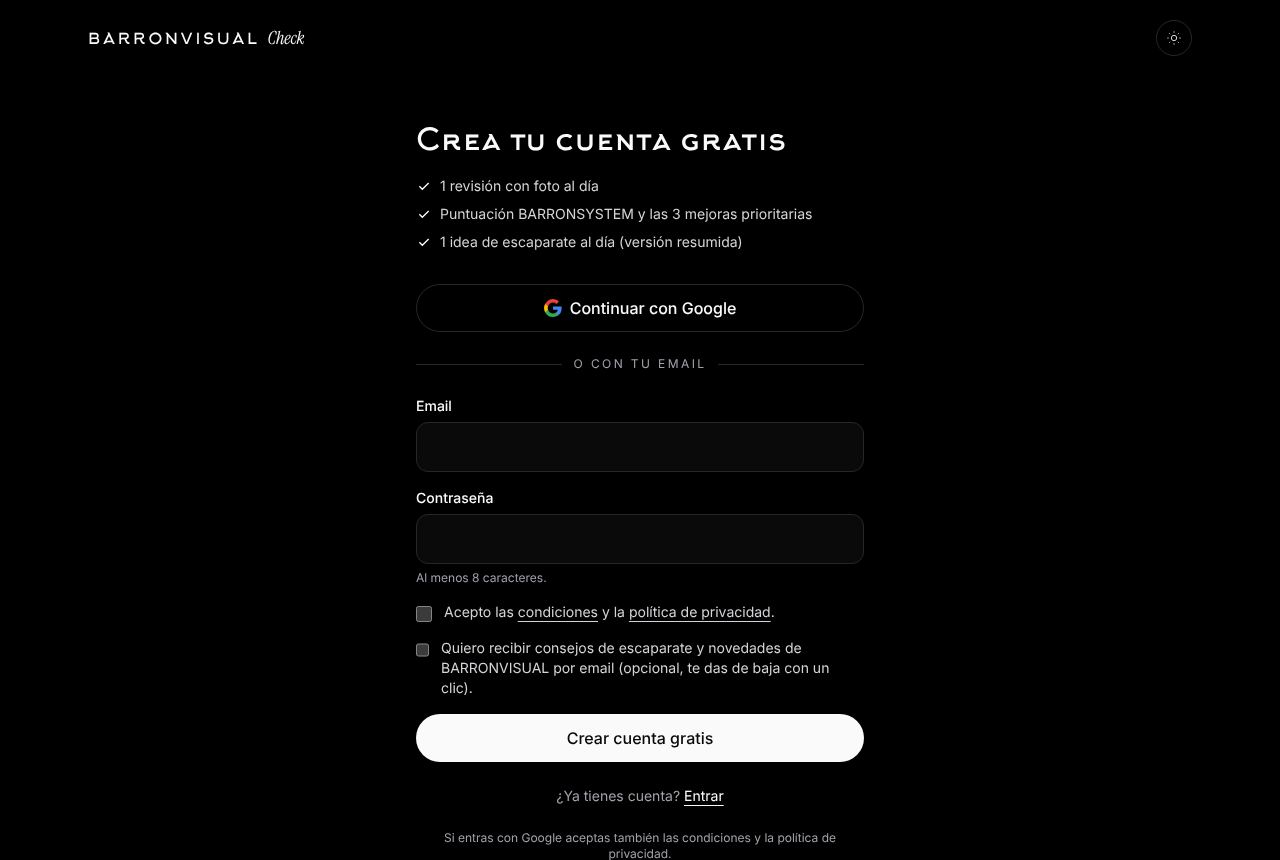 BARRONVISUAL Check
Crea tu cuenta gratis
1 revisión con foto al día
Puntuación BARRONSYSTEM y las 3 mejoras prioritarias
1 idea de escaparate al día (versión resumida)
Continuar con Google
O CON TU EMAIL
Email
Contraseña
Al menos 8 caracteres.
Acepto las condiciones y la política de privacidad.
Quiero recibir consejos de escaparate y novedades de
BARRONVISUAL por email (opcional, te das de baja con un
clic).
Crear cuenta gratis
¿Ya tienes cuenta? Entrar
Si entras con Google aceptas también las condiciones y la política de
privacidad.